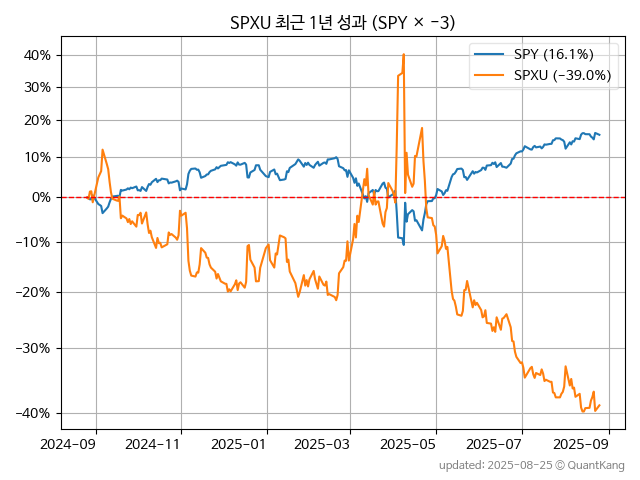 SPXU 최근 1년 성과 (SPY × −3)
SPY (16.1%)
SPXU (−39.0%)
40%
30%
20%
10%
0%
−10%
−20%
−30%
−40%
2024−09 2024−11 2025−01 2025−03 2025−05 2025−07 2025−09
updated: 2025-08-25 © QuantKang